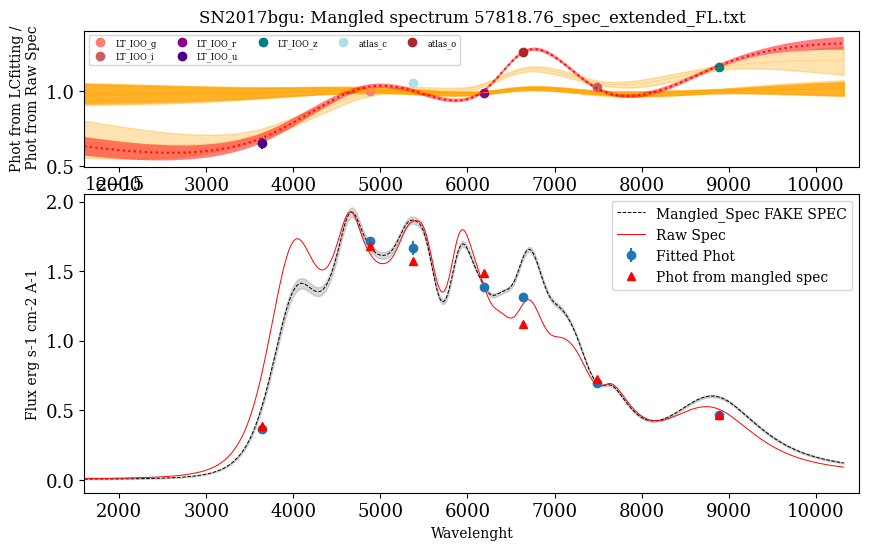 SN2017bgu: Mangled spectrum 57818.76_spec_extended_FL.txt
Phot from LCfitting /
Phot from Raw Spec
LT_IOO_g LT_IOO_r LT_IOO_z atlas_c atlas_o
LT_IOO_i LT_IOO_u
1.0
0.5
2000 3000 4000 5000 6000 7000 8000 9000 10000
1e−15
Mangled_Spec FAKE SPEC
Raw Spec
Fitted Phot
Phot from mangled spec
Flux erg s-1 cm-2 A-1
2.0
1.5
1.0
0.5
0.0
2000 3000 4000 5000 6000 7000 8000 9000 10000
Wavelenght